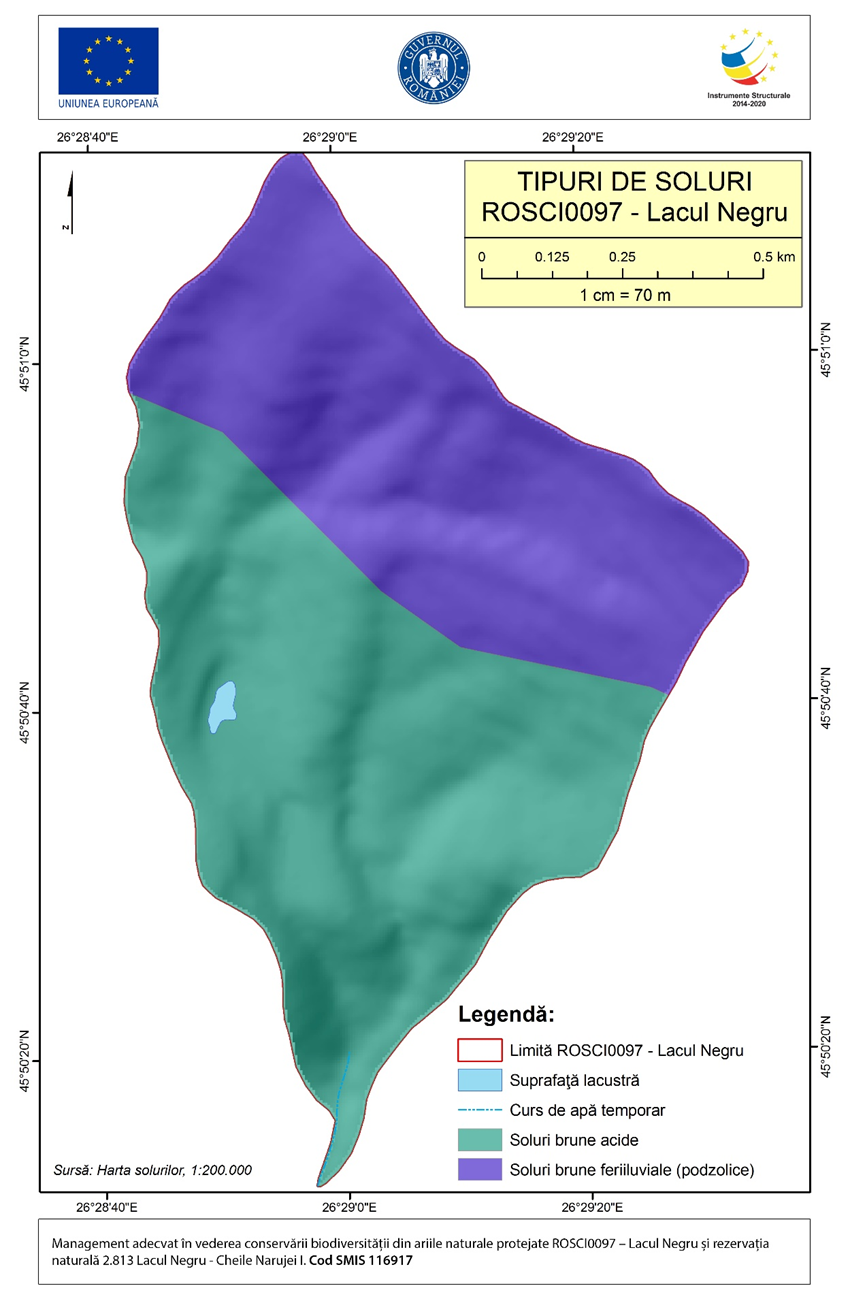 UNIUNEA EUROPEANĂ
GUVERNUL ROMÂNIEI
Instrumente Structurale
2014-2020
26°28'40"E 26°29'0"E 26°29'20"E
z
TIPURI DE SOLURI
ROSCI0097 - Lacul Negru
0 0.125 0.25 0.5 km
1 cm = 70 m
45°51'0"N 45°51'0"N
45°50'40"N 45°50'40"N
45°50'20"N 45°50'20"N
Legendă:
Limită ROSCI0097 - Lacul Negru
Suprafaţă lacustră
Curs de apă temporar
Soluri brune acide
Soluri brune feriiluviale (podzolice)
Sursă: Harta solurilor, 1:200.000
26°28'40"E 26°29'0"E 26°29'20"E
Management adecvat în vederea conservării biodiversității din ariile naturale protejate ROSCI0097 – Lacul Negru și rezervația
naturală 2.813 Lacul Negru - Cheile Narujei I. Cod SMIS 116917